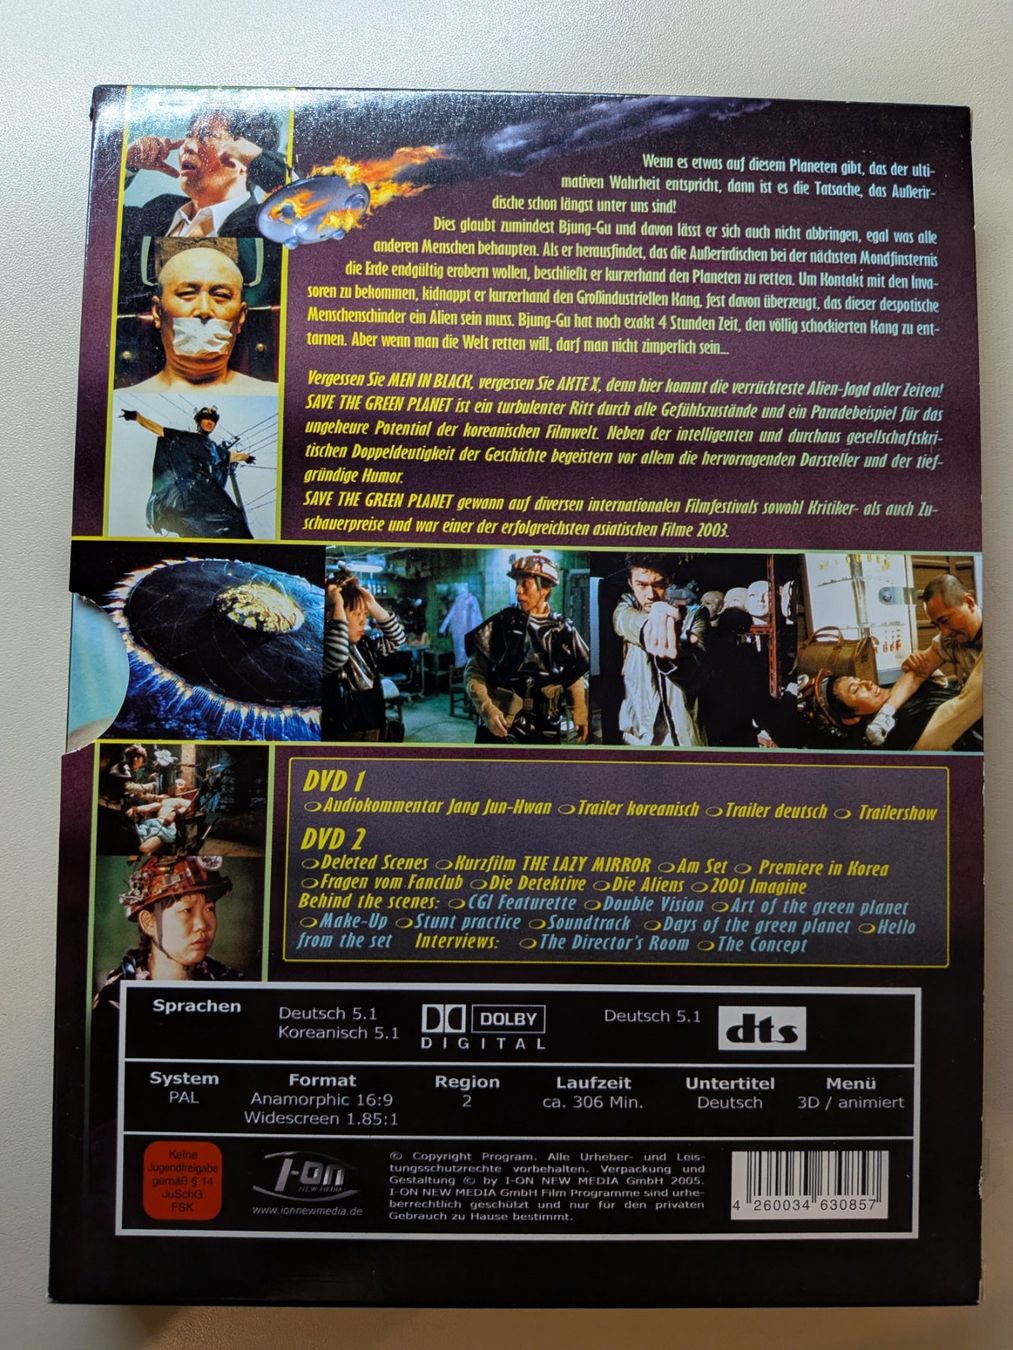 Wenn es etwas auf diesem Planeten gibt, das der ulti-
mativen Wahrheit entspricht, dann ist es die Tatsache, das Außerir-
dische schon längst unter uns sind!
Dies glaubt zumindest Bjung-Gu und davon lässt er sich auch nicht abbringen, egal was alle
anderen Menschen behaupten. Als er herausfindet, das die Außerirdischen bei der nächsten Mondfinsternis
die Erde endgültig erobern wollen, beschließt er kurzerhand den Planeten zu retten. Um Kontakt mit den Inva-
soren zu bekommen, kidnappt er kurzerhand den Großindustriellen Kang, fest davon überzeugt, das dieser despotische
Menschenschinder ein Alien sein muss. Bjung-Gu hat noch exakt 4 Stunden Zeit, den völlig schockierten Kang zu ent-
tarnen. Aber wenn man die Welt retten will, darf man nicht zimperlich sein...
Vergessen Sie MEN IN BLACK, vergessen Sie AKTE X, denn hier kommt die verrückteste Alien-Jagd aller Zeiten!
SAVE THE GREEN PLANET ist ein turbulenter Ritt durch alle Gefühlszustände und ein Paradebeispiel für das
ungeheure Potential der koreanischen Filmwelt. Neben der intelligenten und durchaus gesellschaftskri-
tischen Doppeldeutigkeit der Geschichte begeistern vor allem die hervorragenden Darsteller und der tief-
gründige Humor.
SAVE THE GREEN PLANET gewann auf diversen internationalen Filmfestivals sowohl Kritiker- als auch Zu-
schauerpreise und war einer der erfolgreichsten asiatischen Filme 2003.
DVD 1
Audiokommentar Jang Jun-Hwan Trailer koreanisch Trailer deutsch Trailershow
DVD 2
Deleted Scenes Kurzfilm THE LAZY MIRROR Am Set Premiere in Korea
Fragen vom Fanclub Die Detektive Die Aliens 2001 Imagine
Behind the scenes: CGI Featurette Double Vision Art of the green planet
Make-Up Stunt practice Soundtrack Days of the green planet Hello
from the set Interviews: The Director's Room The Concept
Sprachen Deutsch 5.1 DOLBY Deutsch 5.1 dts
Koreanisch 5.1 DIGITAL
System Format Region Laufzeit Untertitel Menü
PAL Anamorphic 16:9 2 ca. 306 Min. Deutsch 3D / animiert
Widescreen 1.85:1
Keine
Jugendfreigabe
gemäß § 14
JuSchG
FSK
I-ON
NEW MEDIA
www.ionnewmedia.de
© Copyright Program. Alle Urheber- und Leis-
tungsschutzrechte vorbehalten. Verpackung und
Gestaltung © by I-ON NEW MEDIA GmbH 2005.
I-ON NEW MEDIA GmbH Film Programme sind urhe-
berrechtlich geschützt und nur für den privaten
Gebrauch zu Hause bestimmt.
4 260034 630857